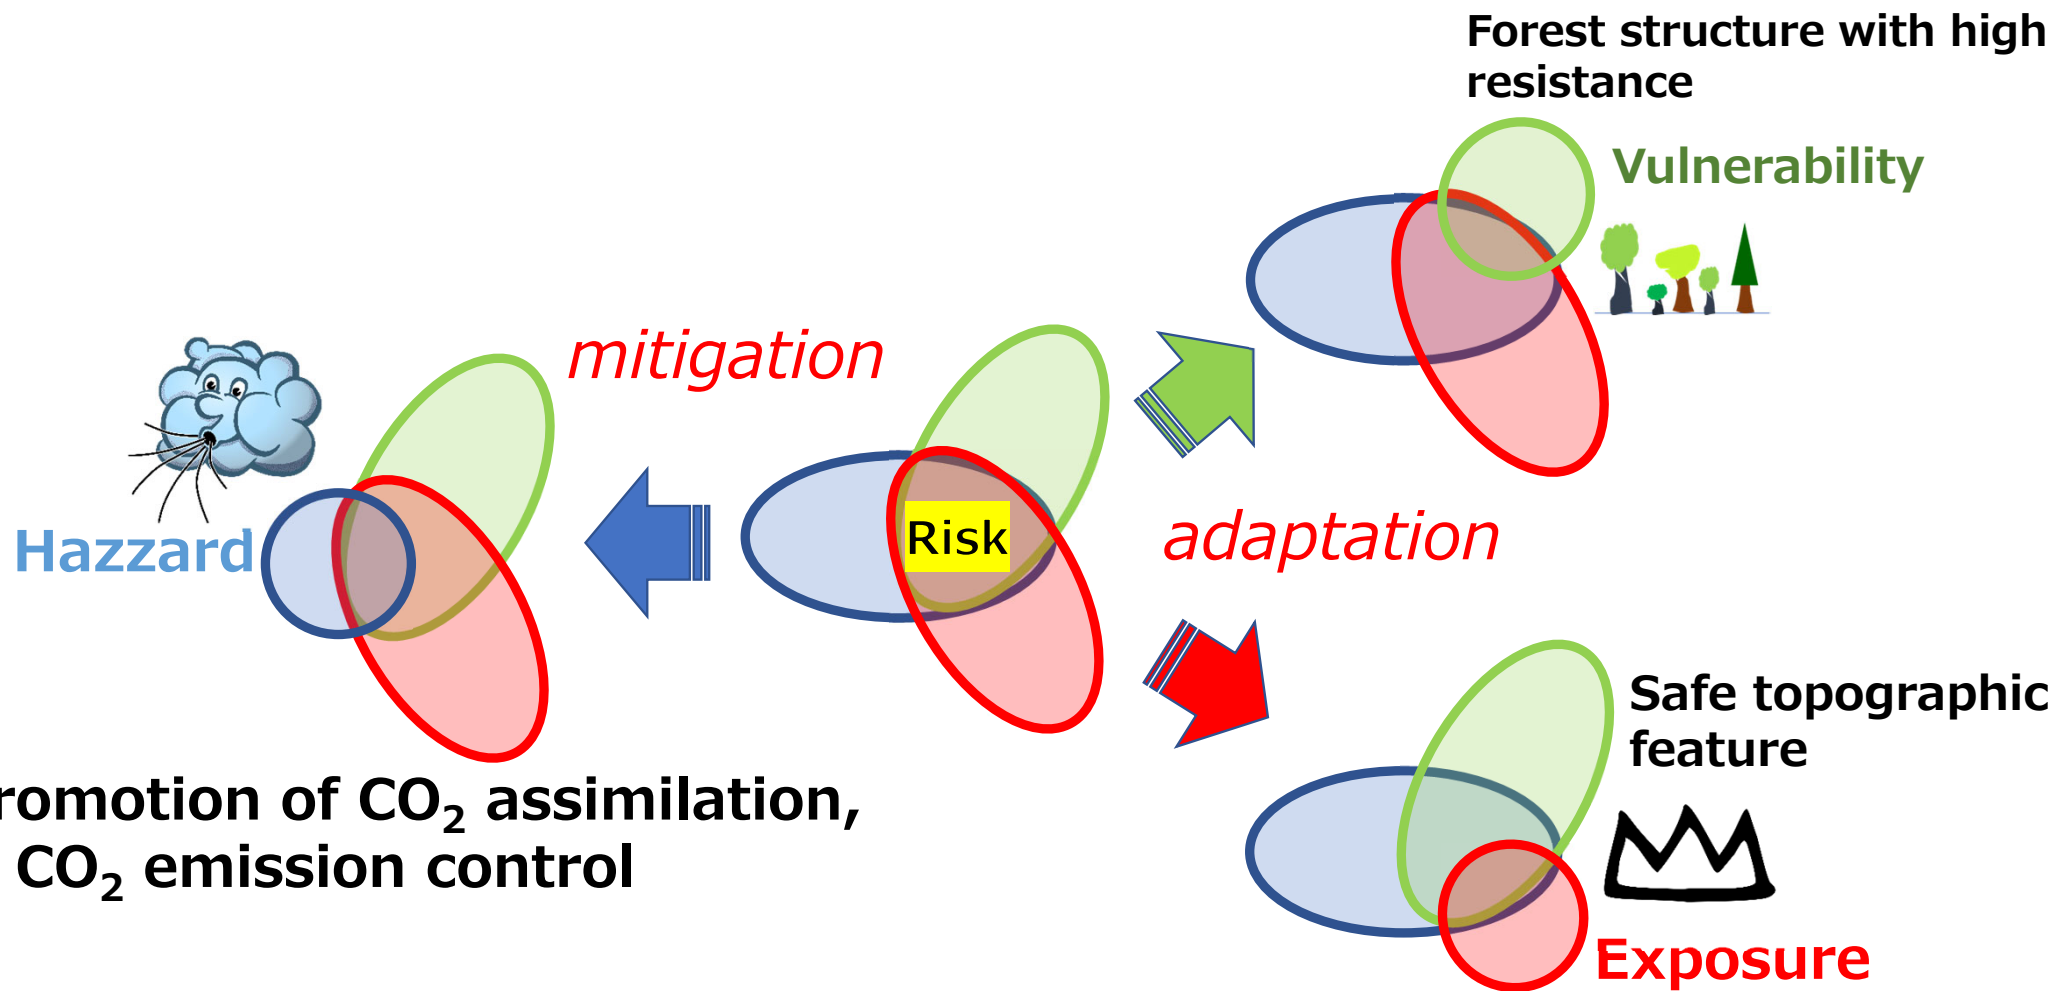 Forest structure with high
resistance
Vulnerability
mitigation
Hazzard
Risk
adaptation
Safe topographic
feature
romotion of CO₂ assimilation,
CO₂ emission control
Exposure